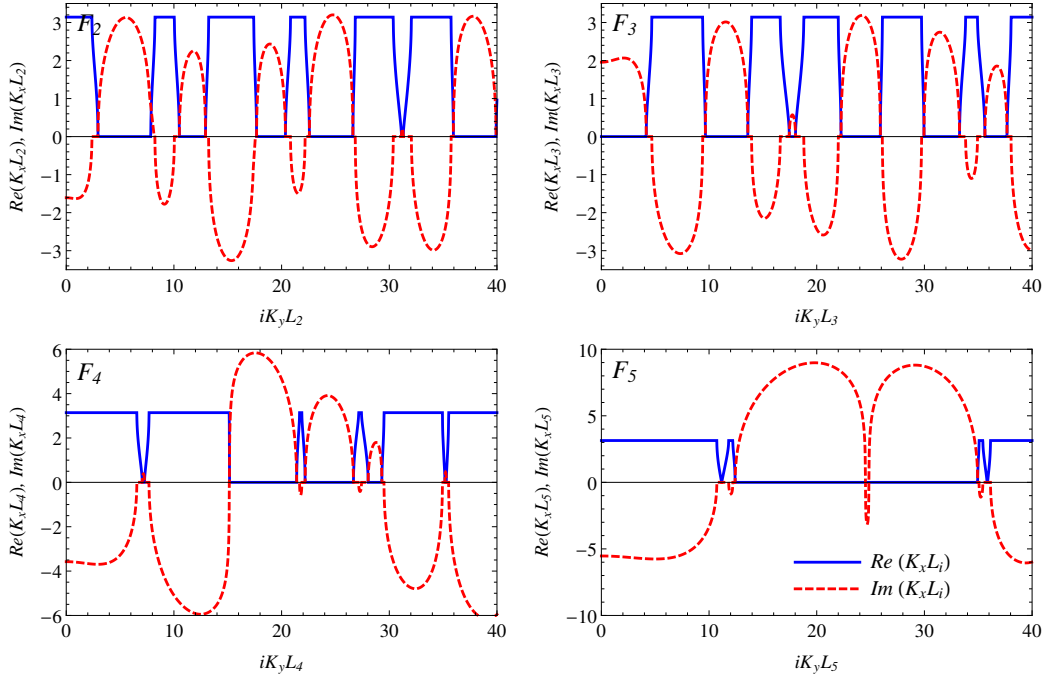 F2
Re(KxL2), Im(KxL2)
3
2
1
0
−1
−2
−3
0 10 20 30 40
iKyL2
F3
Re(KxL3), Im(KxL3)
3
2
1
0
−1
−2
−3
0 10 20 30 40
iKyL3
F4
Re(KxL4), Im(KxL4)
6
4
2
0
−2
−4
−6
0 10 20 30 40
iKyL4
F5
Re(KxL5), Im(KxL5)
10
5
0
−5
−10
Re (KxLi)
Im (KxLi)
0 10 20 30 40
iKyL5